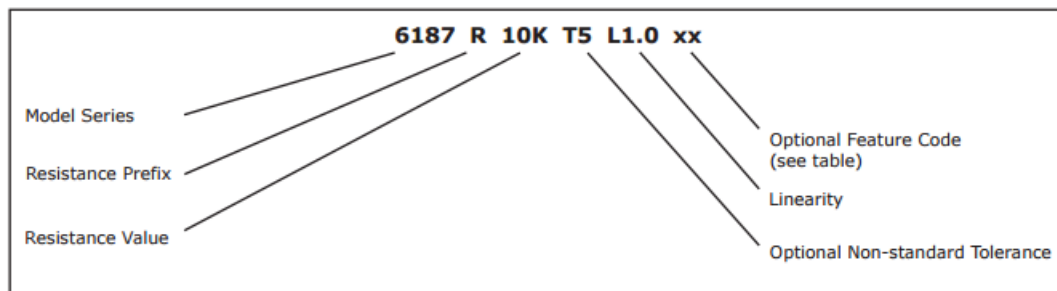 6187 R 10K T5 L1.0 xx
Model Series
Resistance Prefix
Resistance Value
Optional Feature Code
(see table)
Linearity
Optional Non-standard Tolerance